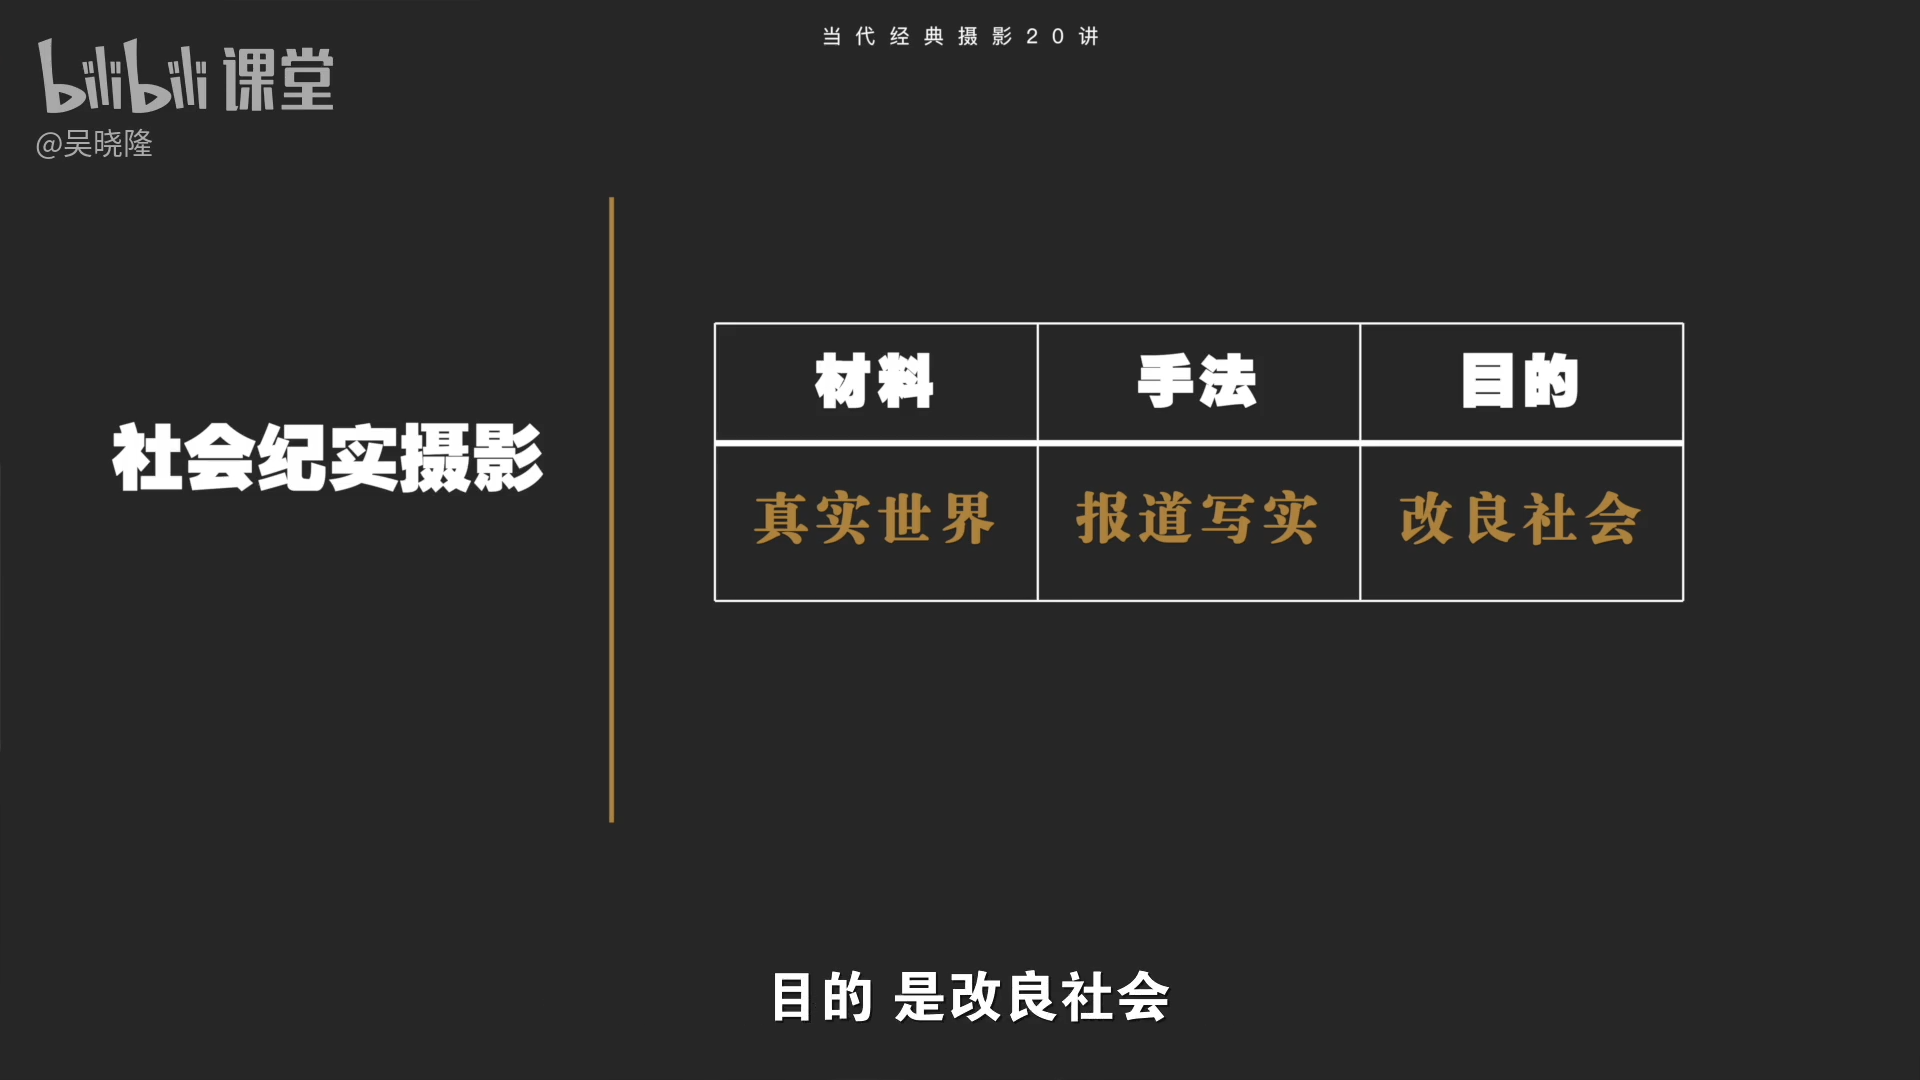 当代经典摄影20讲
bilibili课堂
@吴晓隆
社会纪实摄影
材料 手法 目的
真实世界 报道写实 改良社会
目的 是改良社会